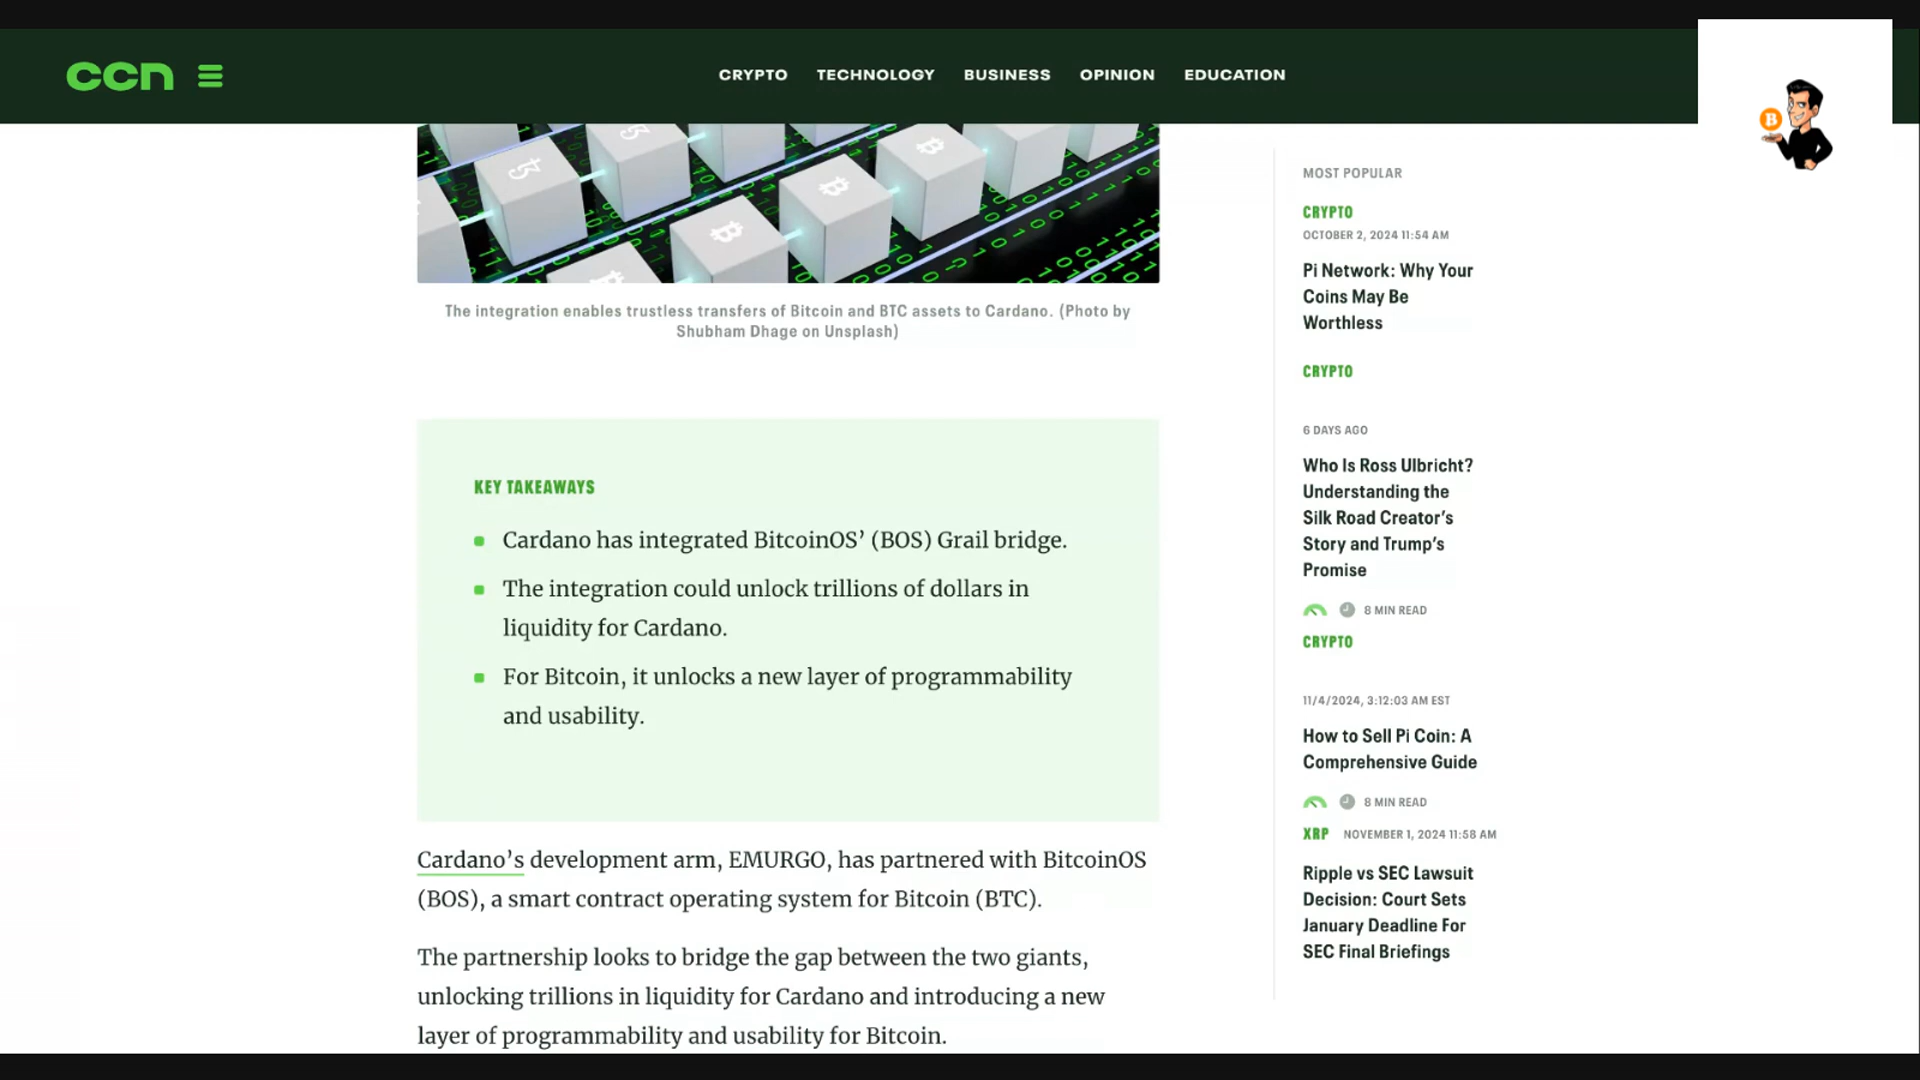 ccn
CRYPTO TECHNOLOGY BUSINESS OPINION EDUCATION
The integration enables trustless transfers of Bitcoin and BTC assets to Cardano. (Photo by
Shubham Dhage on Unsplash)
KEY TAKEAWAYS
Cardano has integrated BitcoinOS’ (BOS) Grail bridge.
The integration could unlock trillions of dollars in
liquidity for Cardano.
For Bitcoin, it unlocks a new layer of programmability
and usability.
Cardano’s development arm, EMURGO, has partnered with BitcoinOS
(BOS), a smart contract operating system for Bitcoin (BTC).
The partnership looks to bridge the gap between the two giants,
unlocking trillions in liquidity for Cardano and introducing a new
layer of programmability and usability for Bitcoin.
MOST POPULAR
CRYPTO
OCTOBER 2, 2024 11:54 AM
Pi Network: Why Your
Coins May Be
Worthless
CRYPTO
6 DAYS AGO
Who Is Ross Ulbricht?
Understanding the
Silk Road Creator’s
Story and Trump’s
Promise
8 MIN READ
CRYPTO
11/4/2024, 3:12:03 AM EST
How to Sell Pi Coin: A
Comprehensive Guide
8 MIN READ
XRP NOVEMBER 1, 2024 11:58 AM
Ripple vs SEC Lawsuit
Decision: Court Sets
January Deadline For
SEC Final Briefings